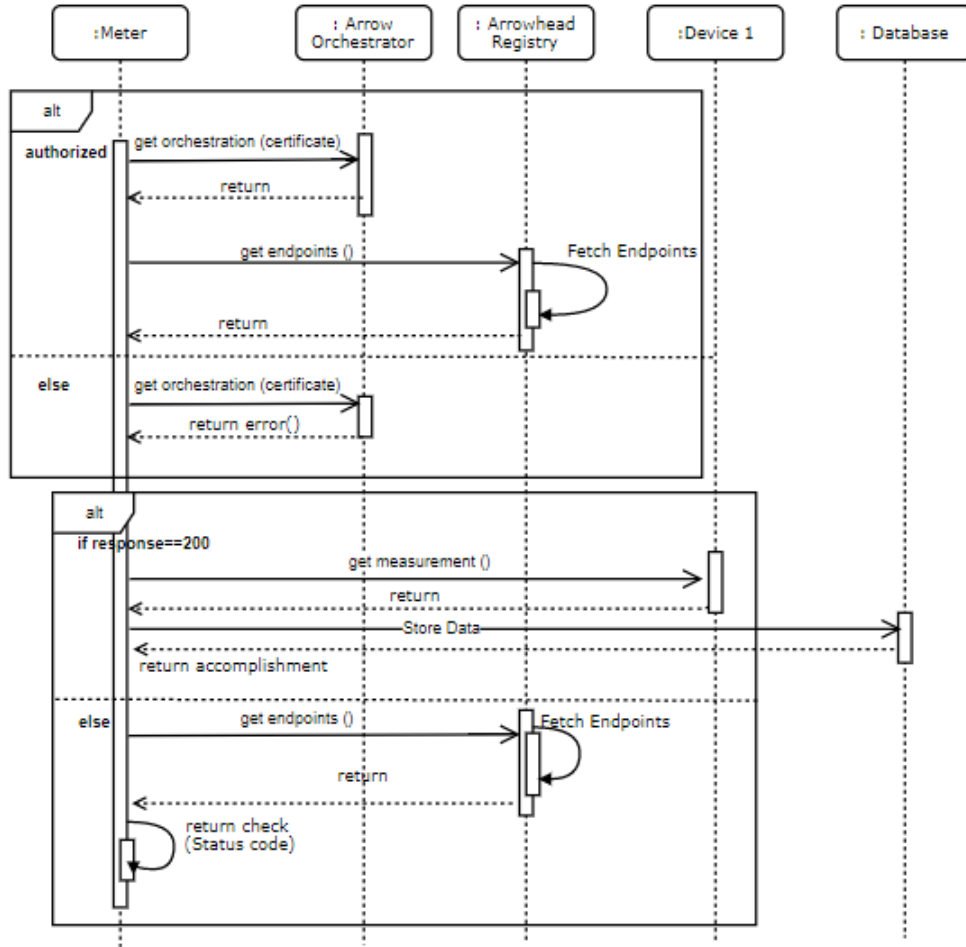 :Meter
: Arrow
Orchestrator
: Arrowhead
Registry
:Device 1
: Database
alt
authorized
get orchestration (certificate)
return
get endpoints ()
Fetch Endpoints
return
else
get orchestration (certificate)
return error()
alt
if response==200
get measurement ()
return
Store Data
return accomplishment
else
get endpoints ()
Fetch Endpoints
return
return check
(Status code)